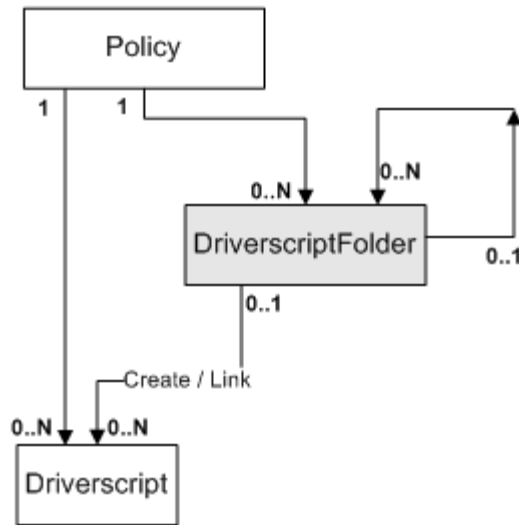 Policy
1
1
0..N
0..N
DriverscriptFolder
0..1
0..1
Create / Link
0..N
0..N
Driverscript